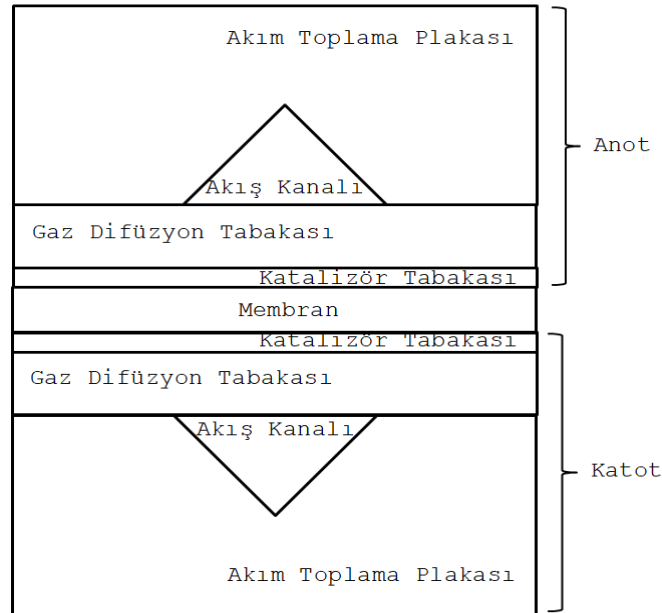 Akım Toplama Plakası
Anot
Akış Kanalı
Gaz Difüzyon Tabakası
Katalizör Tabakası
Membran
Katalizör Tabakası
Gaz Difüzyon Tabakası
Akış Kanalı
Katot
Akım Toplama Plakası